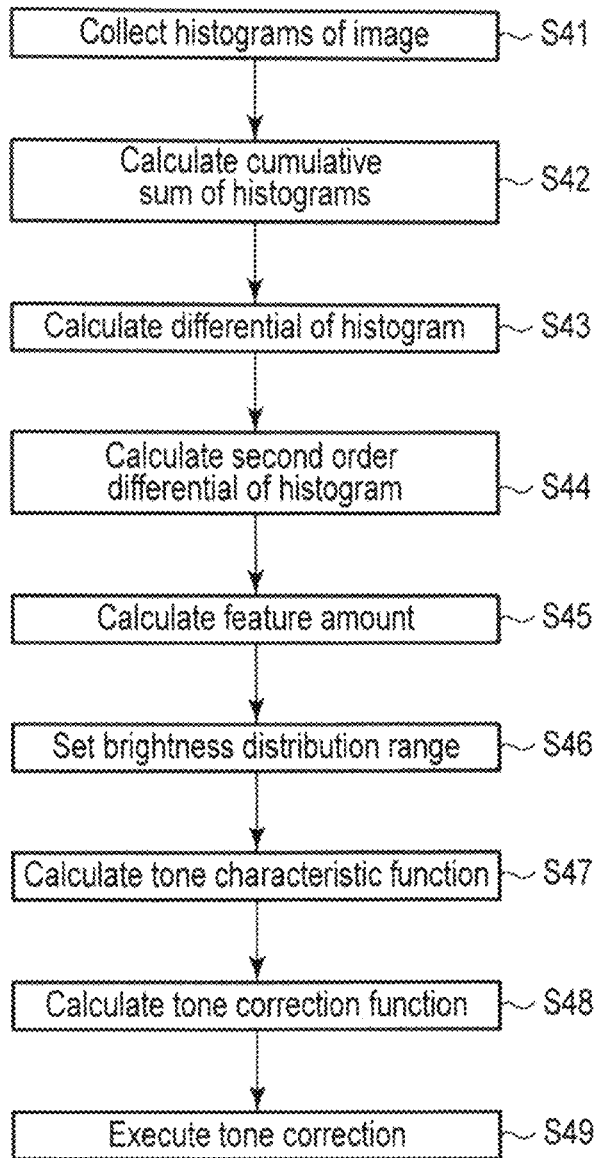 Collect histograms of image S41
Calculate cumulative
sum of histograms S42
Calculate differential of histogram S43
Calculate second order
differential of histogram S44
Calculate feature amount S45
Set brightness distribution range S46
Calculate tone characteristic function S47
Calculate tone correction function S48
Execute tone correction S49